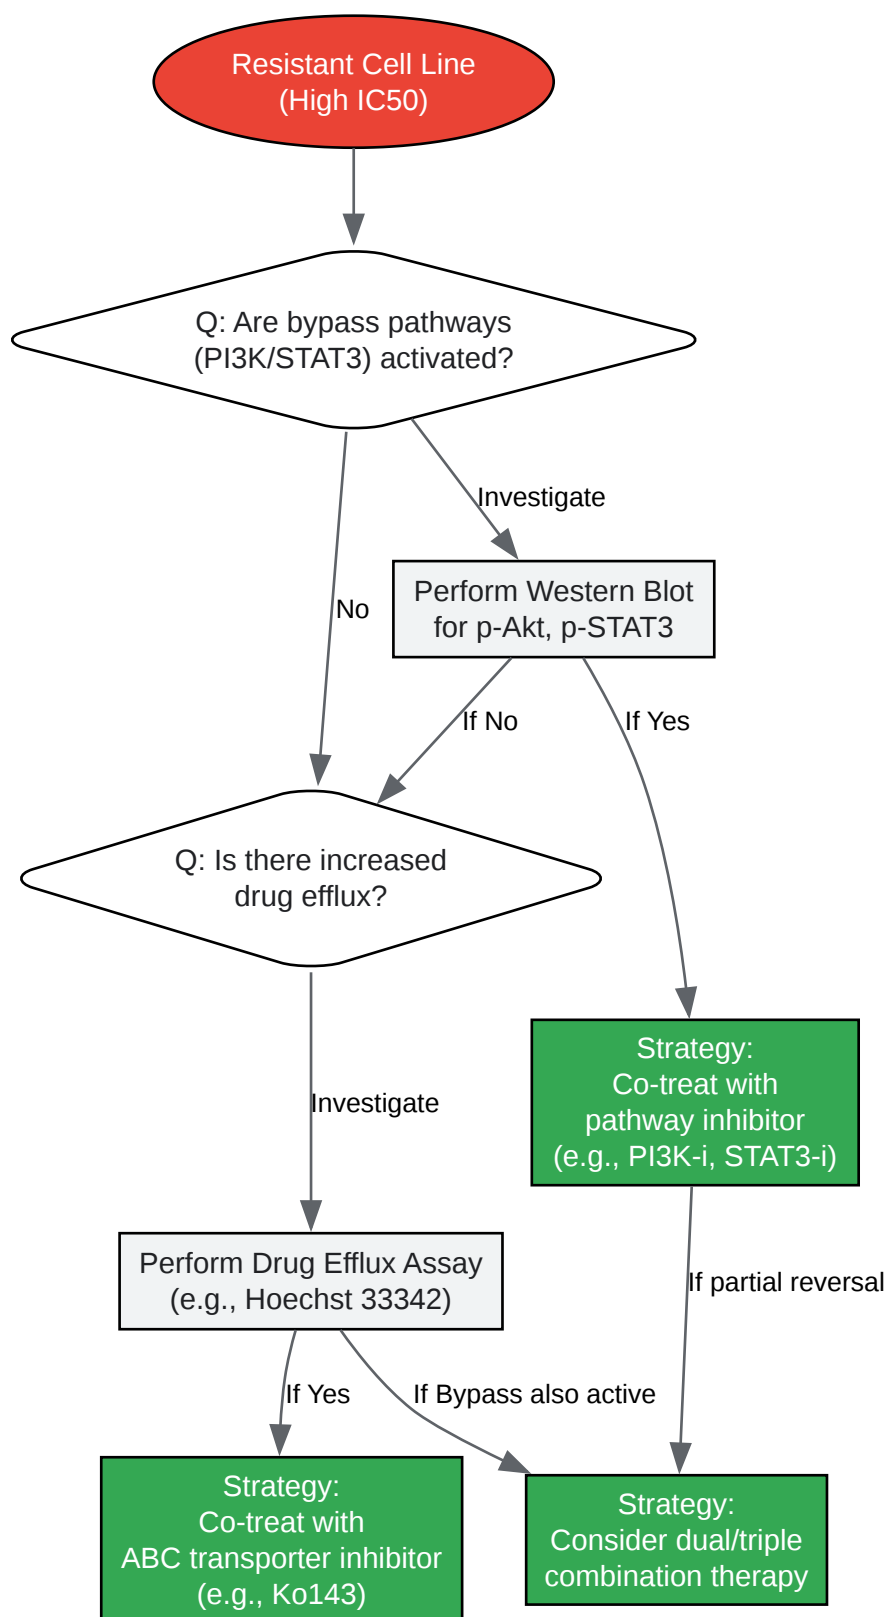 Resistant Cell Line
(High IC50)
Q: Are bypass pathways
(PI3K/STAT3) activated?
Investigate
Perform Western Blot
for p-Akt, p-STAT3
No
If No
If Yes
Q: Is there increased
drug efflux?
Strategy:
Co-treat with
pathway inhibitor
(e.g., PI3K-i, STAT3-i)
Investigate
Perform Drug Efflux Assay
(e.g., Hoechst 33342)
If partial reversal
If Yes
If Bypass also active
Strategy:
Co-treat with
ABC transporter inhibitor
(e.g., Ko143)
Strategy:
Consider dual/triple
combination therapy